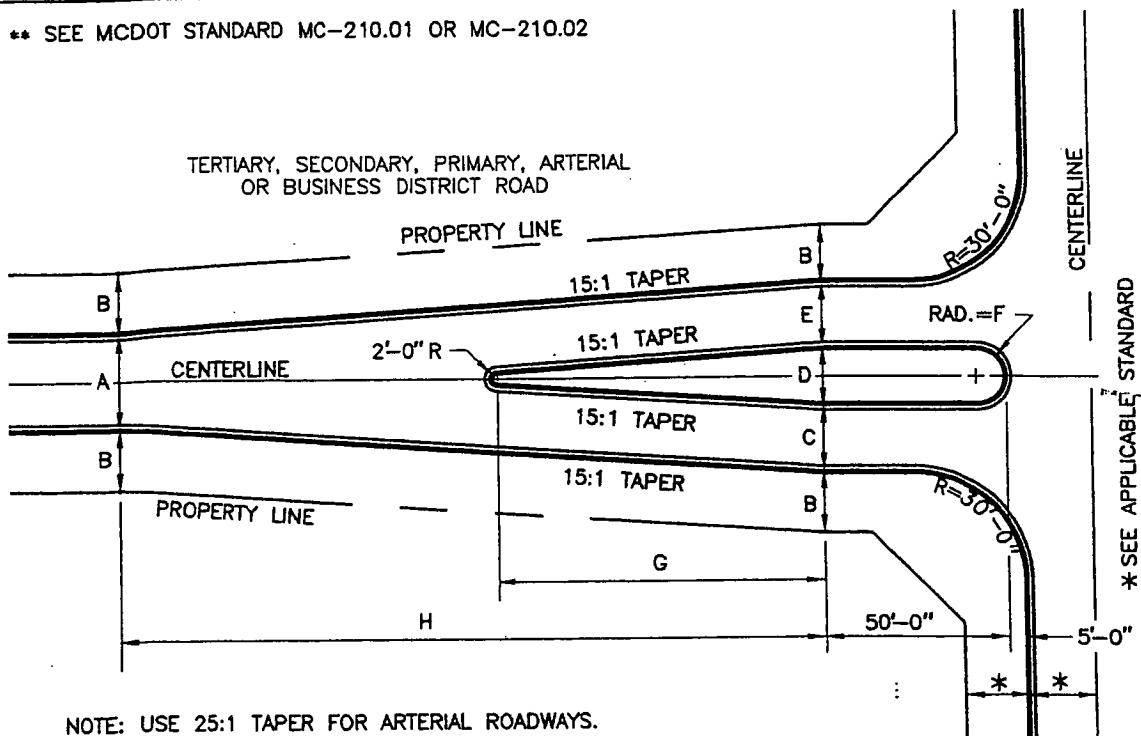 ** SEE MCDOT STANDARD MC-210.01 OR MC-210.02
TERTIARY, SECONDARY, PRIMARY, ARTERIAL
OR BUSINESS DISTRICT ROAD
PROPERTY LINE
CENTERLINE
R=30'-0"
B
B
15:1 TAPER
E
RAD.=F
2'-0" R
15:1 TAPER
A
CENTERLINE
D
+
15:1 TAPER
C
B
15:1 TAPER
B
R=30'-0"
PROPERTY LINE
* SEE APPLICABLE STANDARD
G
H
50'-0"
5'-0"
*
*
NOTE: USE 25:1 TAPER FOR ARTERIAL ROADWAYS.